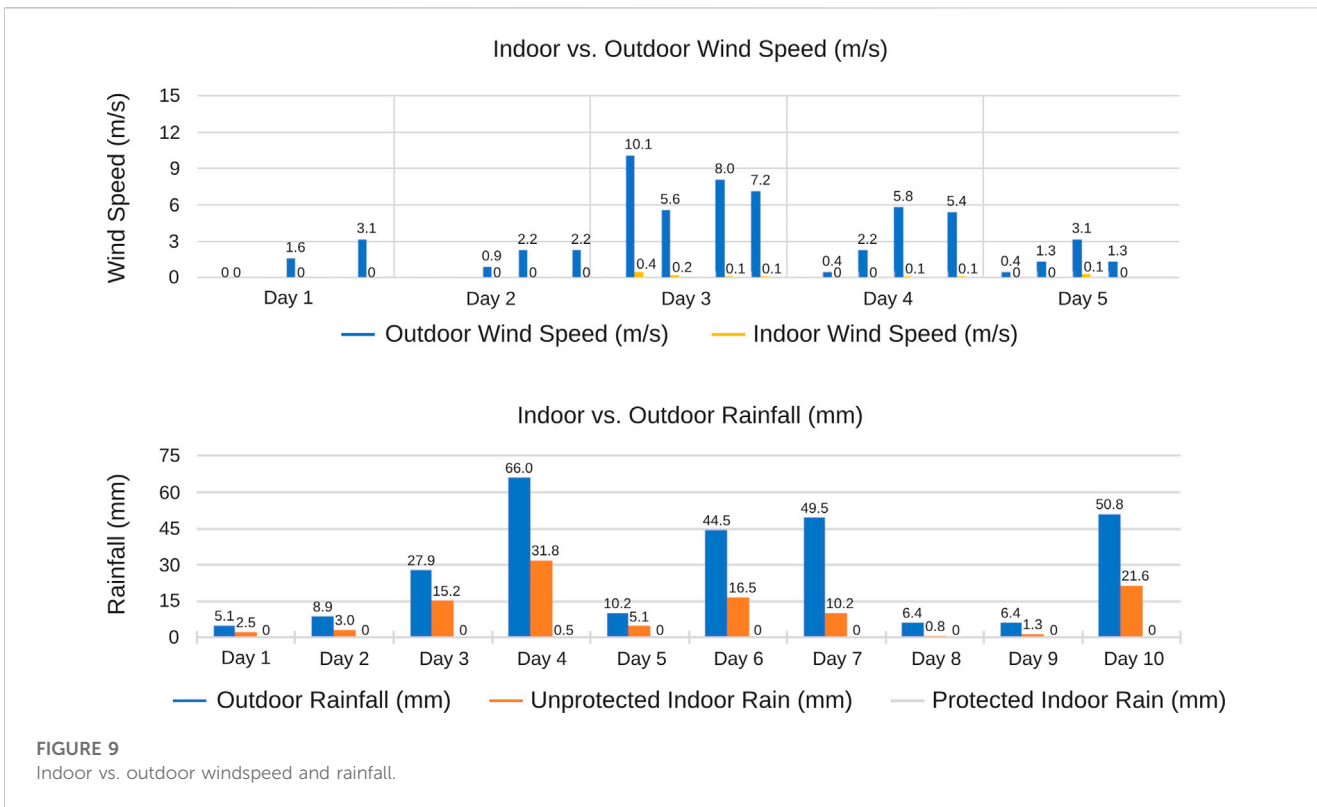 Indoor vs. Outdoor Wind Speed (m/s)
Wind Speed (m/s)
15
12
9
6
3
0
0 0 1.6 0 3.1 0
0.9 0 2.2 0 2.2 0
10.1 0.4 5.6 0.2 8.0 0.1 7.2 0.1
0.4 0 2.2 0 5.8 0.1 5.4 0.1
0.4 0 1.3 0 3.1 0.1 1.3 0
Day 1 Day 2 Day 3 Day 4 Day 5
Outdoor Wind Speed (m/s) Indoor Wind Speed (m/s)
Indoor vs. Outdoor Rainfall (mm)
Rainfall (mm)
75
60
45
30
15
0
5.1 2.5 0
8.9 3.0 0
27.9 15.2 0
66.0 31.8 0.5
10.2 5.1 0
44.5 16.5 0
49.5 10.2 0
6.4 0.8 0
6.4 1.3 0
50.8 21.6 0
Day 1 Day 2 Day 3 Day 4 Day 5 Day 6 Day 7 Day 8 Day 9 Day 10
Outdoor Rainfall (mm) Unprotected Indoor Rain (mm) Protected Indoor Rain (mm)
FIGURE 9
Indoor vs. outdoor windspeed and rainfall.